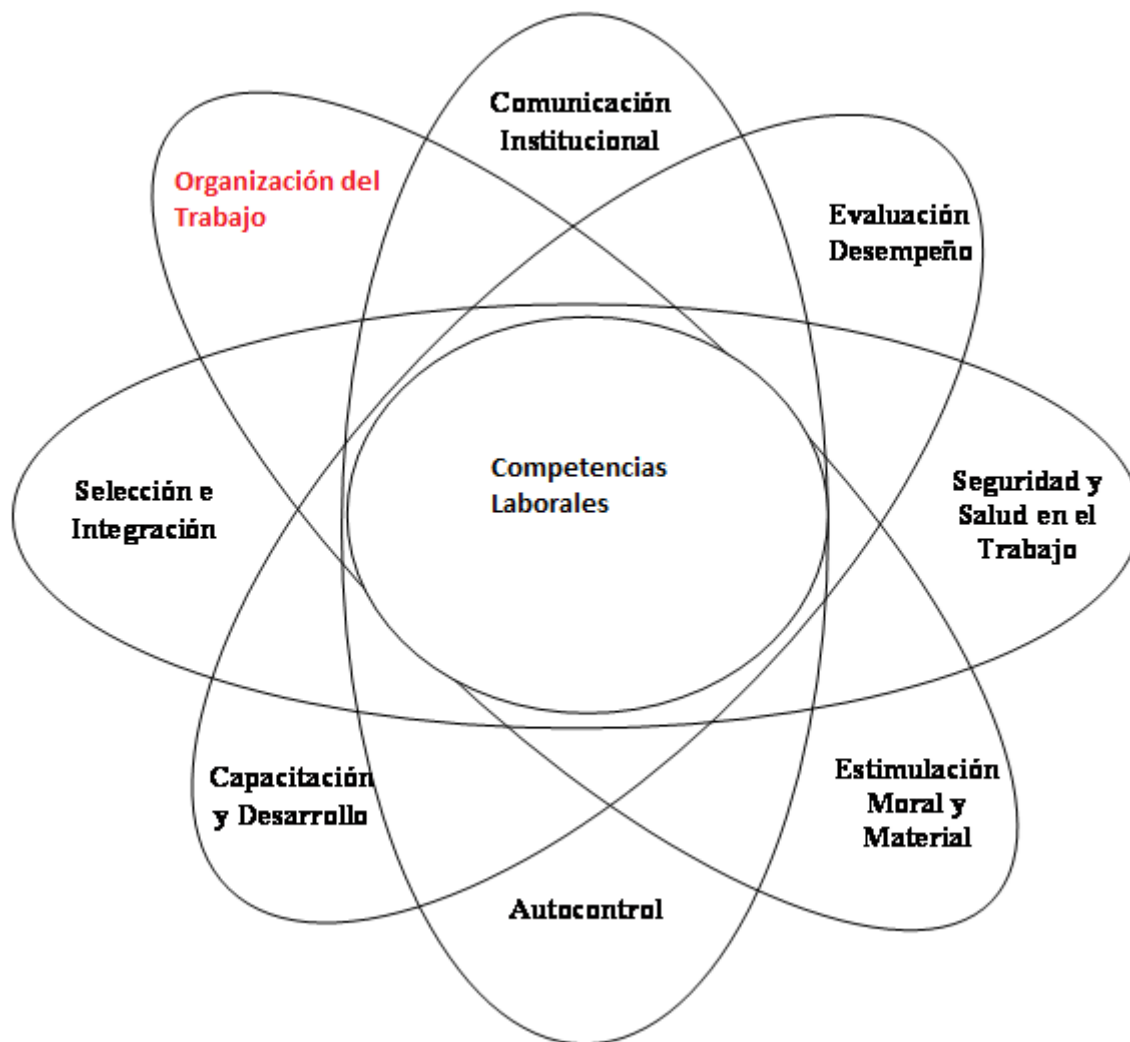 Comunicación
Institucional
Organización del
Trabajo
Evaluación
Desempeño
Competencias
Laborales
Selección e
Integración
Seguridad y
Salud en el
Trabajo
Capacitación
y Desarrollo
Estimulación
Moral y
Material
Autocontrol